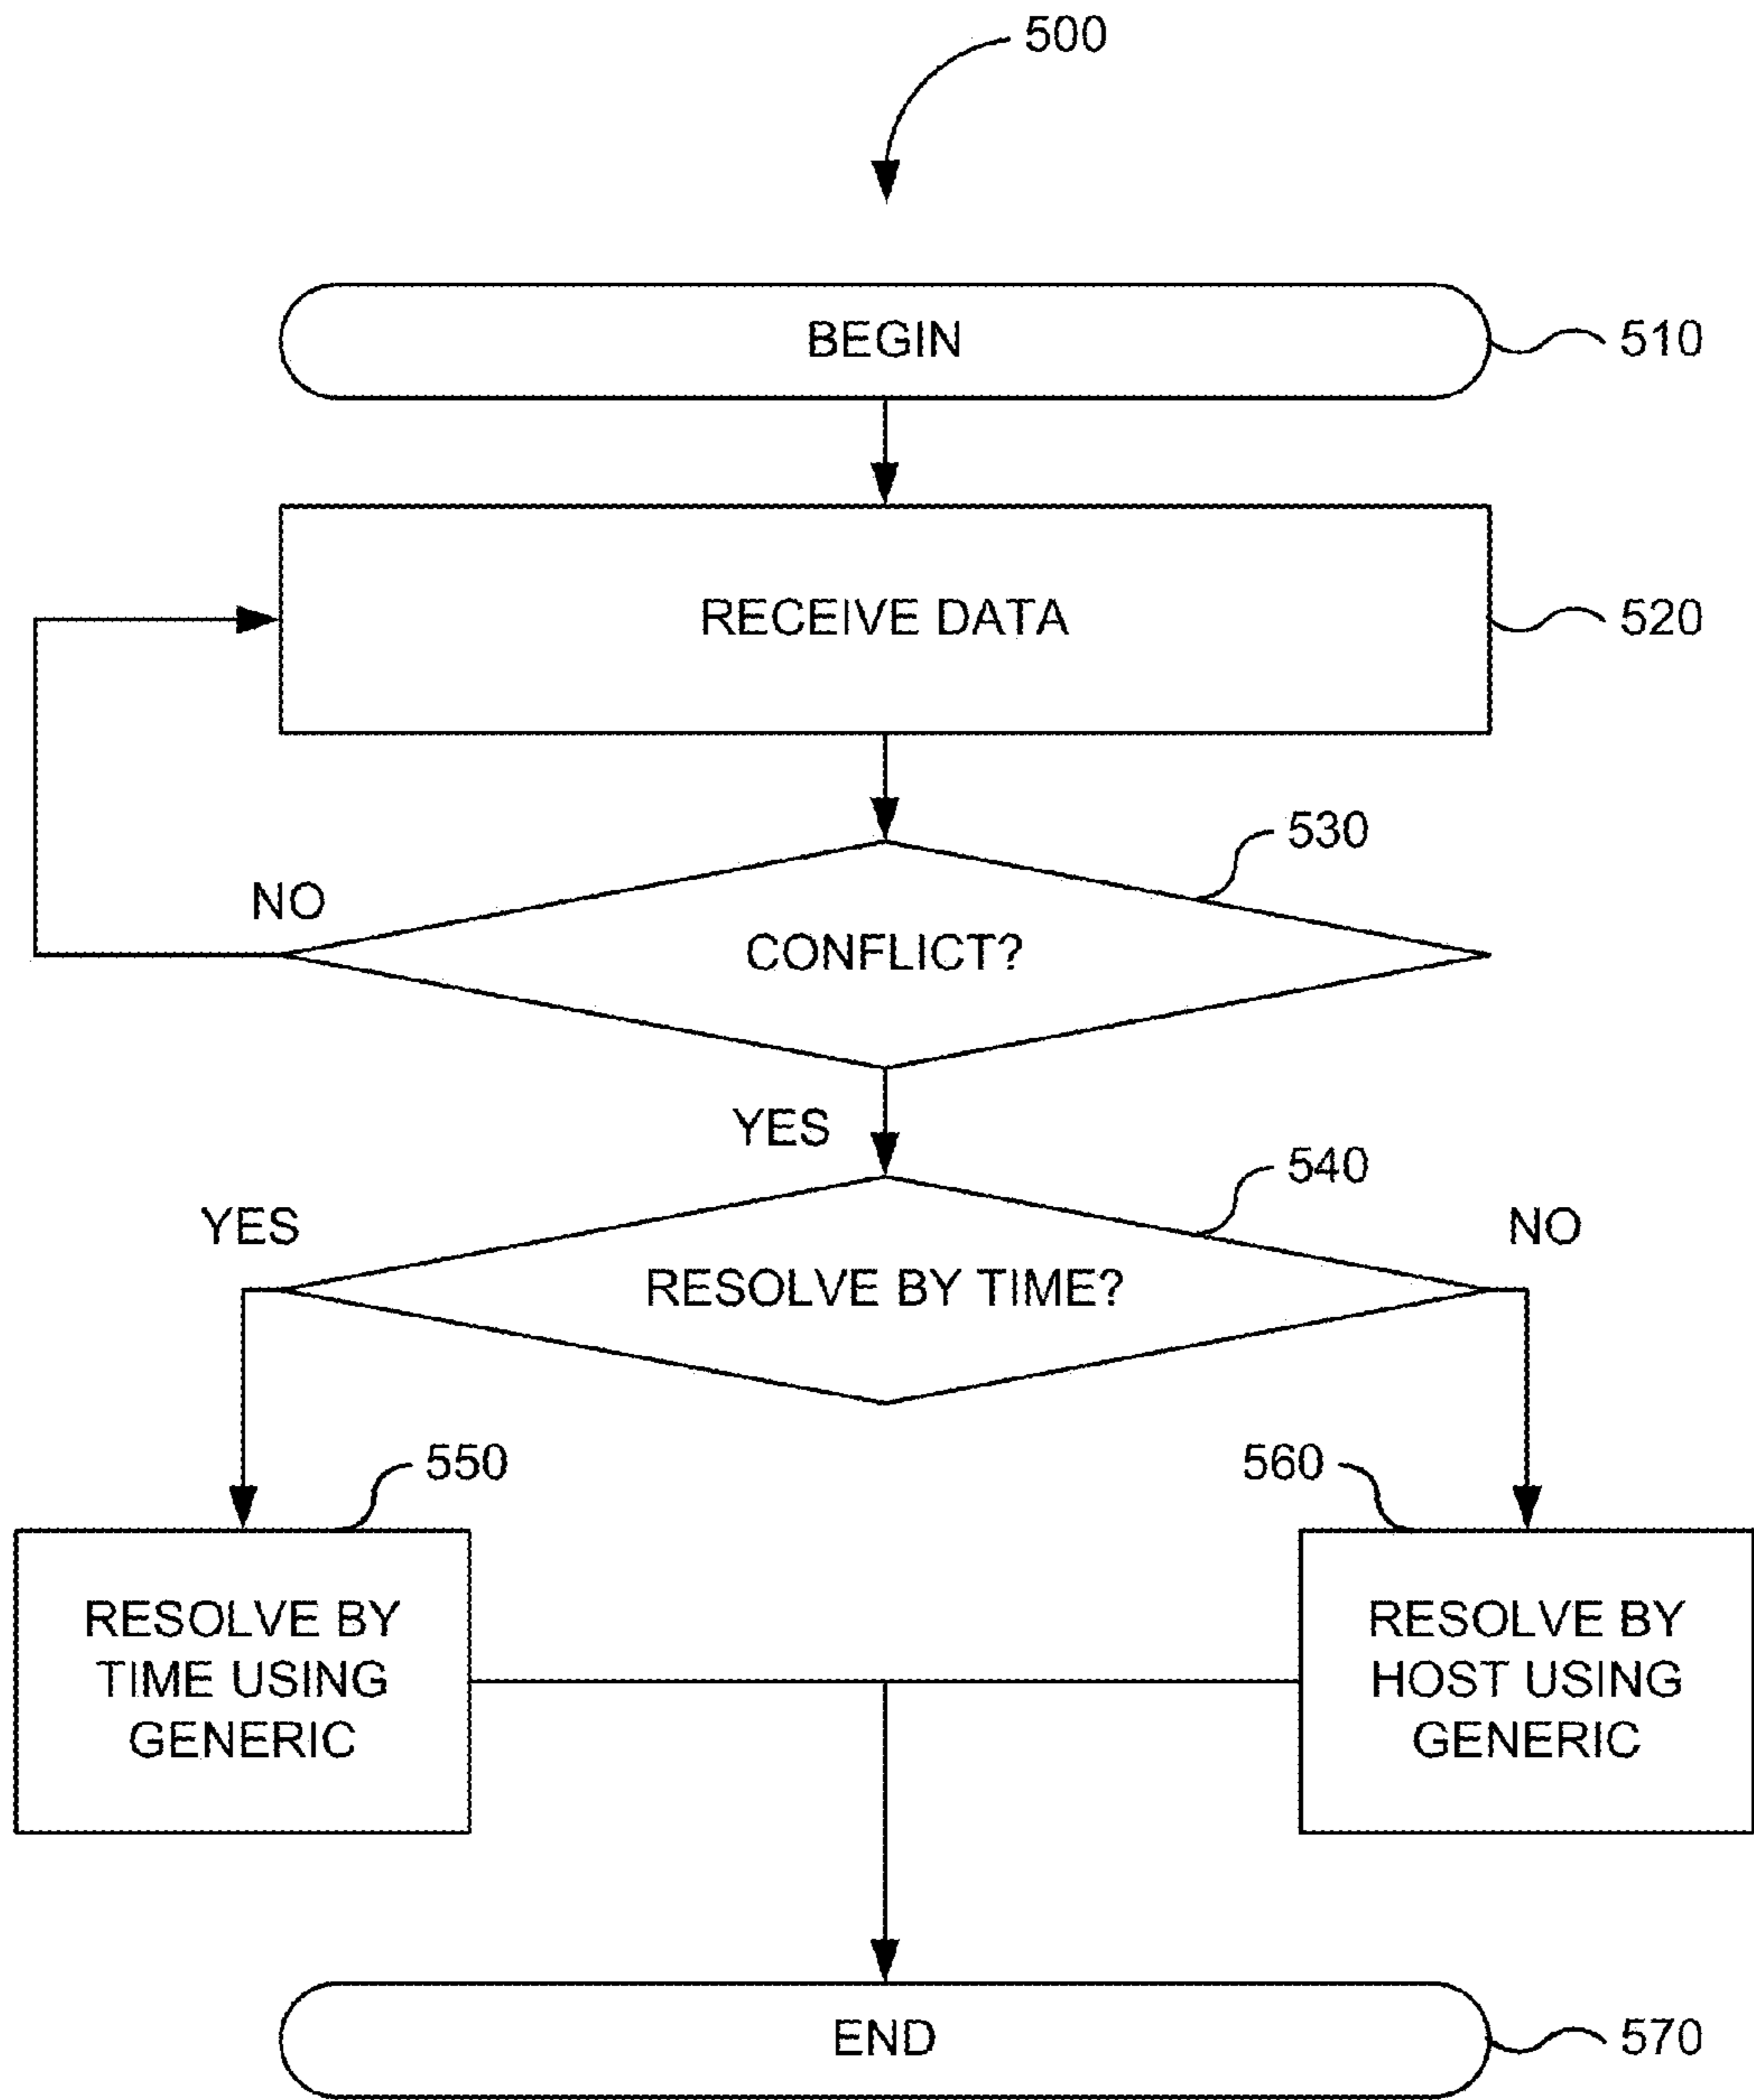 500
BEGIN
510
RECEIVE DATA
520
530
NO
CONFLICT?
YES
540
YES
NO
RESOLVE BY TIME?
550
560
RESOLVE BY
TIME USING
GENERIC
RESOLVE BY
HOST USING
GENERIC
END
570